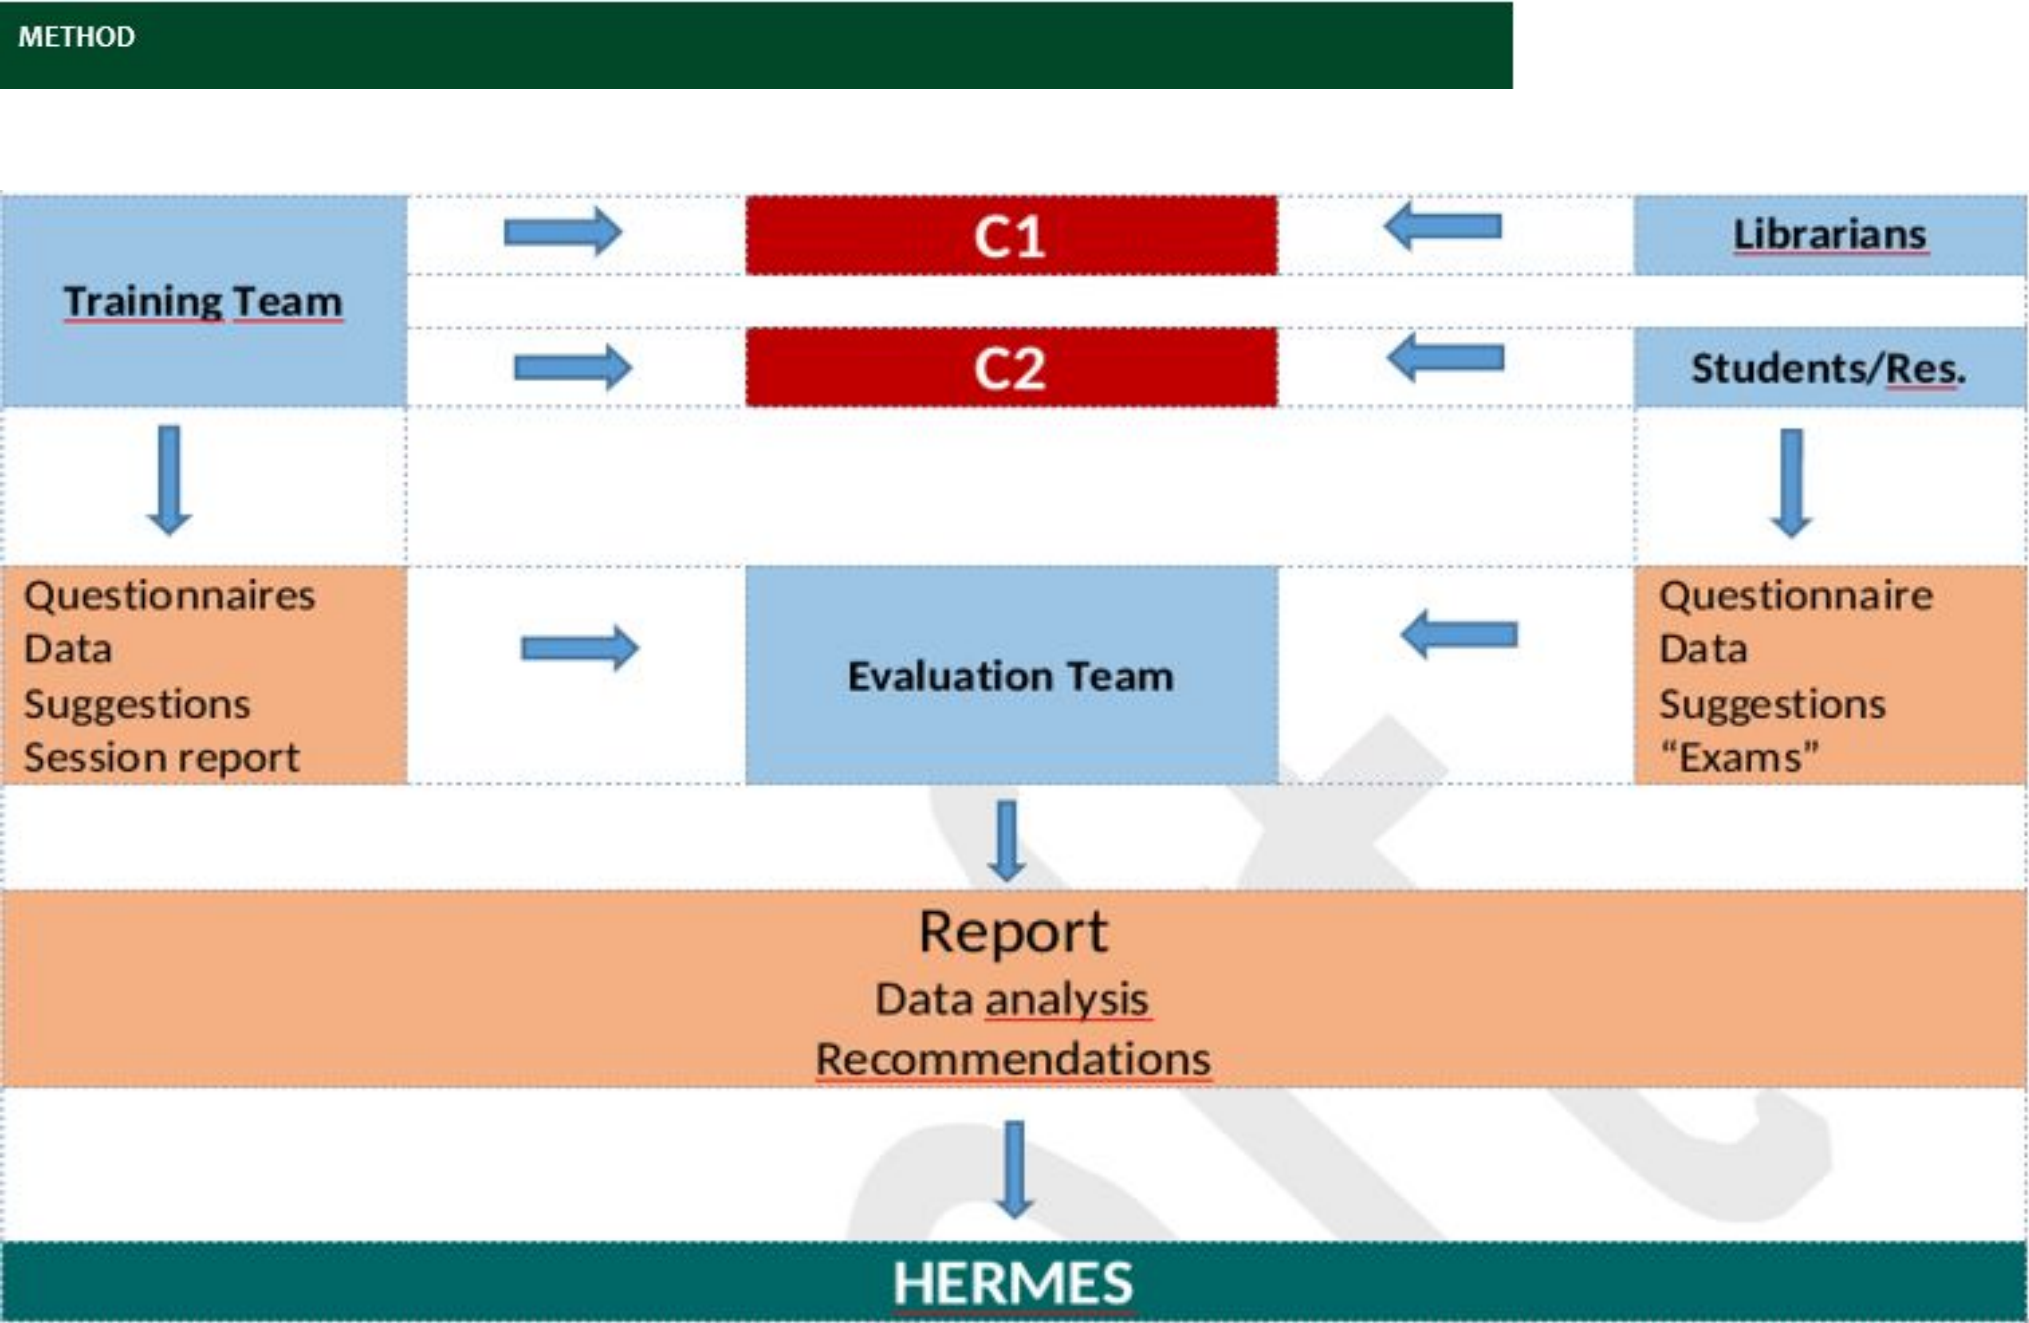 METHOD
Training Team
C1
Librarians
C2
Students/Res.
Questionnaires
Data
Suggestions
Session report
Evaluation Team
Questionnaire
Data
Suggestions
“Exams”
Report
Data analysis
Recommendations
HERMES